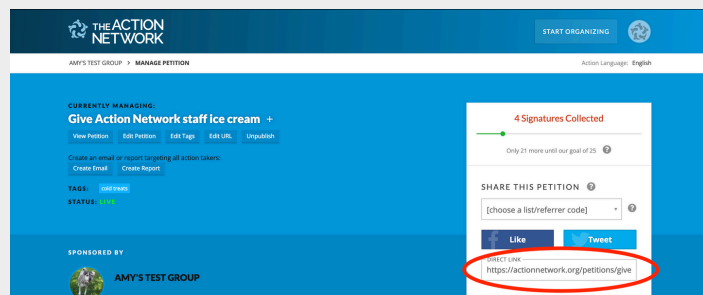 THE ACTION
NETWORK
START ORGANIZING
AMY'S TEST GROUP > MANAGE PETITION
Action Language: English
CURRENTLY MANAGING:
Give Action Network staff ice cream +
View Petition Edit Petition Edit Tags Edit URL Unpublish
Create an email or report targeting all action takers:
Create Email Create Report
TAGS: cold treats
STATUS: LIVE
SPONSORED BY
AMY'S TEST GROUP
4 Signatures Collected
Only 21 more until our goal of 25 ?
SHARE THIS PETITION ?
[choose a list/referrer code] ?
Like Tweet
DIRECT LINK
https://actionnetwork.org/petitions/give